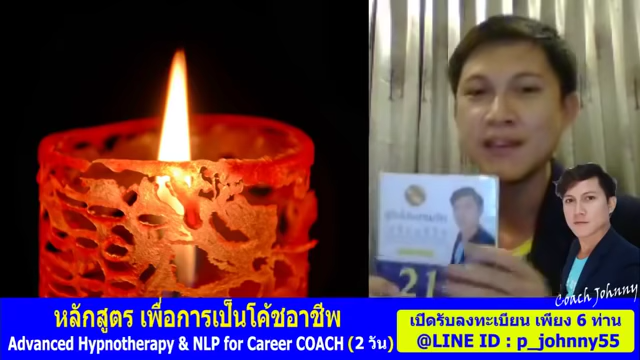 21
Coach Johnny
หลักสูตร เพื่อการเป็นโค้ชอาชีพ
Advanced Hypnotherapy & NLP for Career COACH (2 วัน)
เปิดรับลงทะเบียน เพียง 6 ท่าน
@LINE ID : p_johnny55